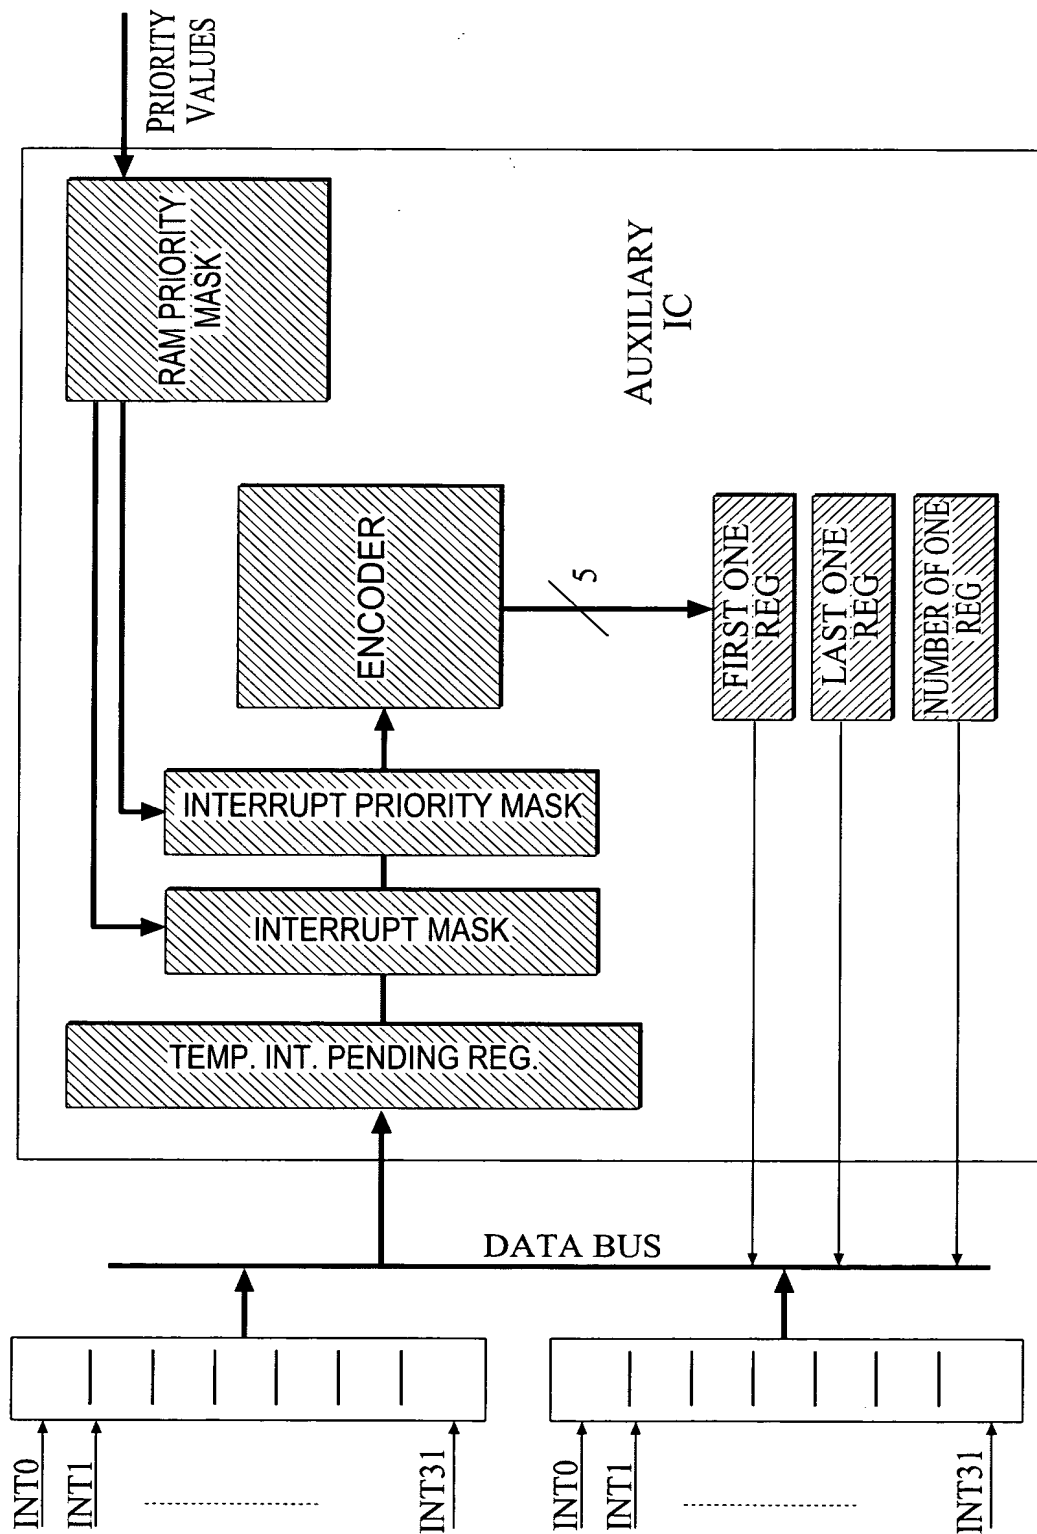 PRIORITY
VALUES
RAM PRIORITY
MASK
AUXILIARY
IC
ENCODER
5
FIRST ONE
REG
LAST ONE
REG
NUMBER OF ONE
REG
INTERRUPT PRIORITY MASK
INTERRUPT MASK
TEMP. INT. PENDING REG.
DATA BUS
INT0
INT1
INT31
INT0
INT1
INT31